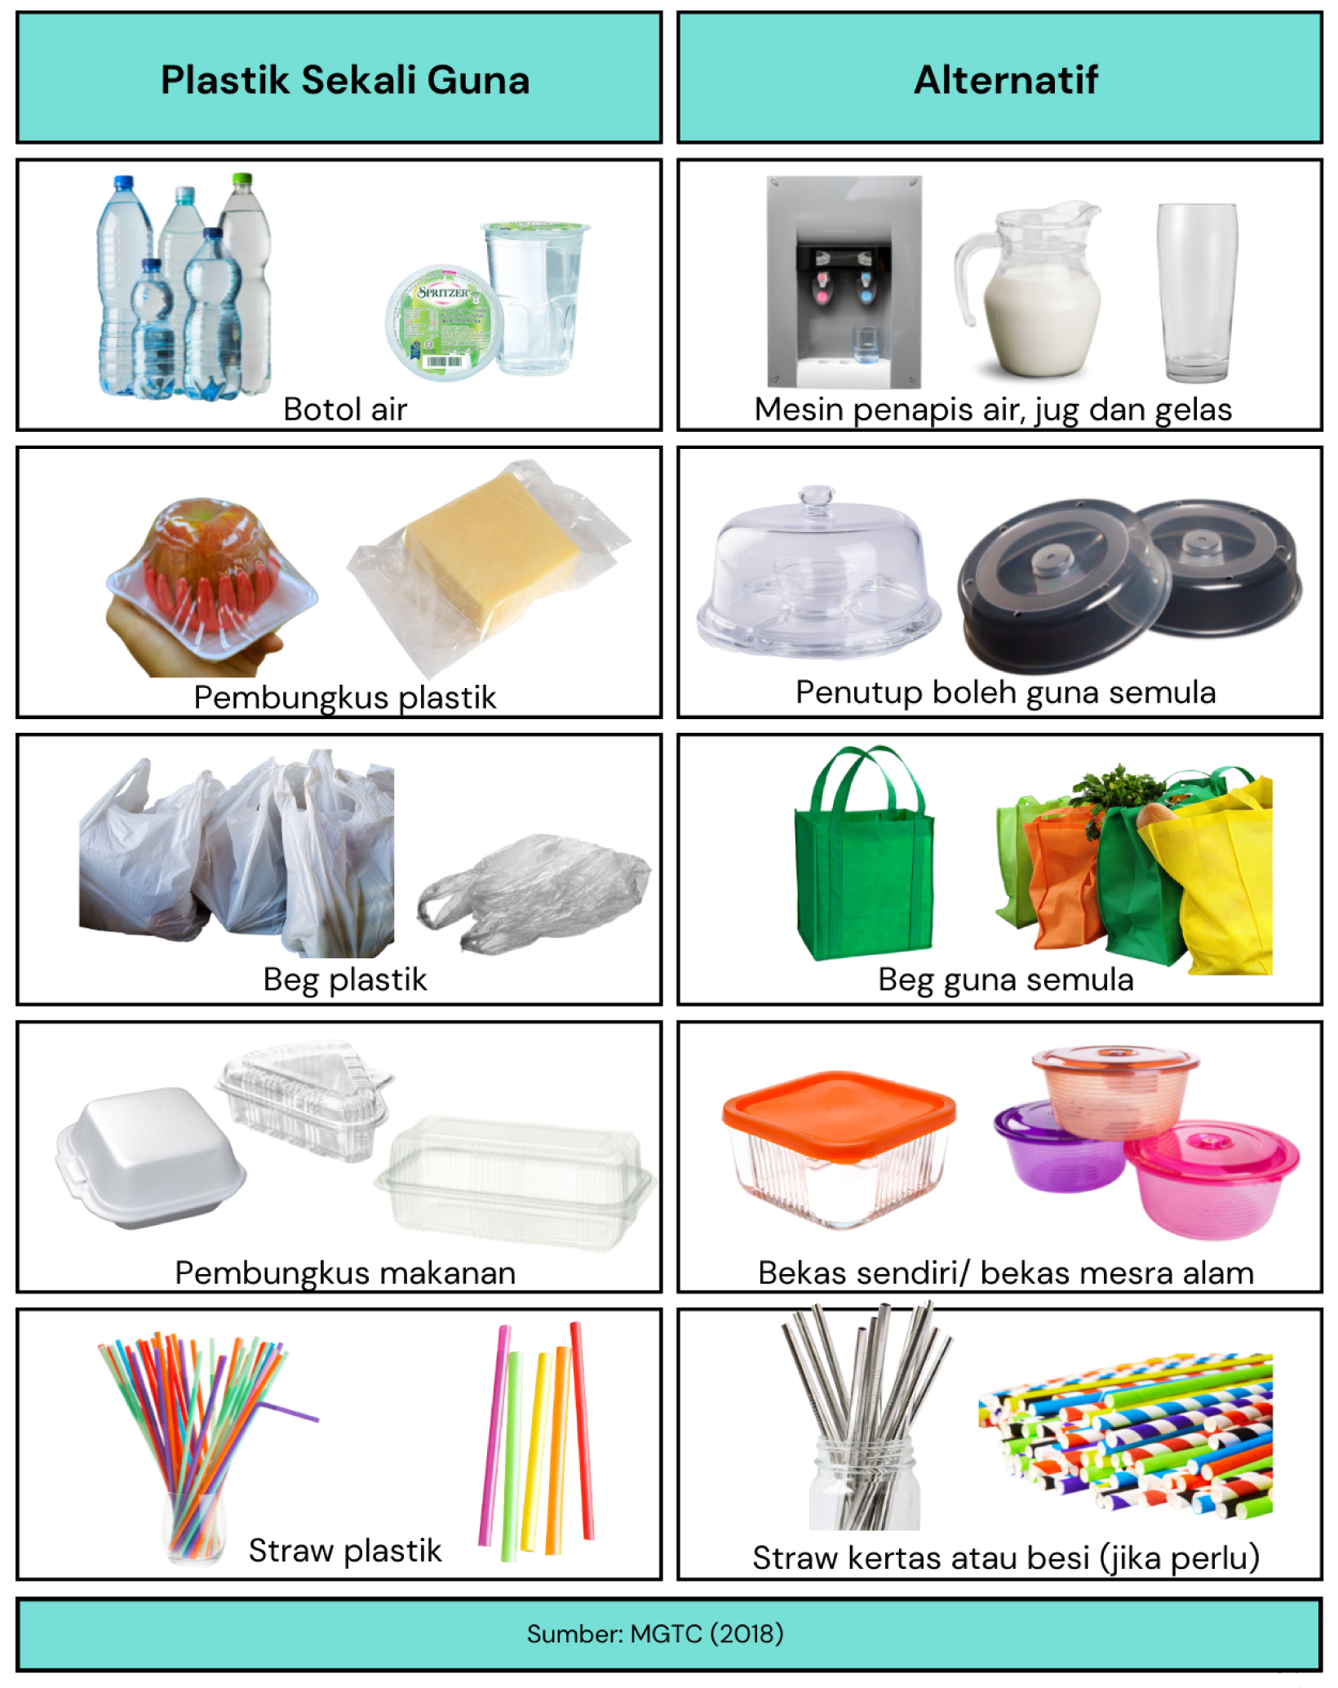 Plastik Sekali Guna
Alternatif
SPRITZER
Botol air
Mesin penapis air, jug dan gelas
Pembungkus plastik
Penutup boleh guna semula
Beg plastik
Beg guna semula
Pembungkus makanan
Bekas sendiri/ bekas mesra alam
Straw plastik
Straw kertas atau besi (jika perlu)
Sumber: MGTC (2018)